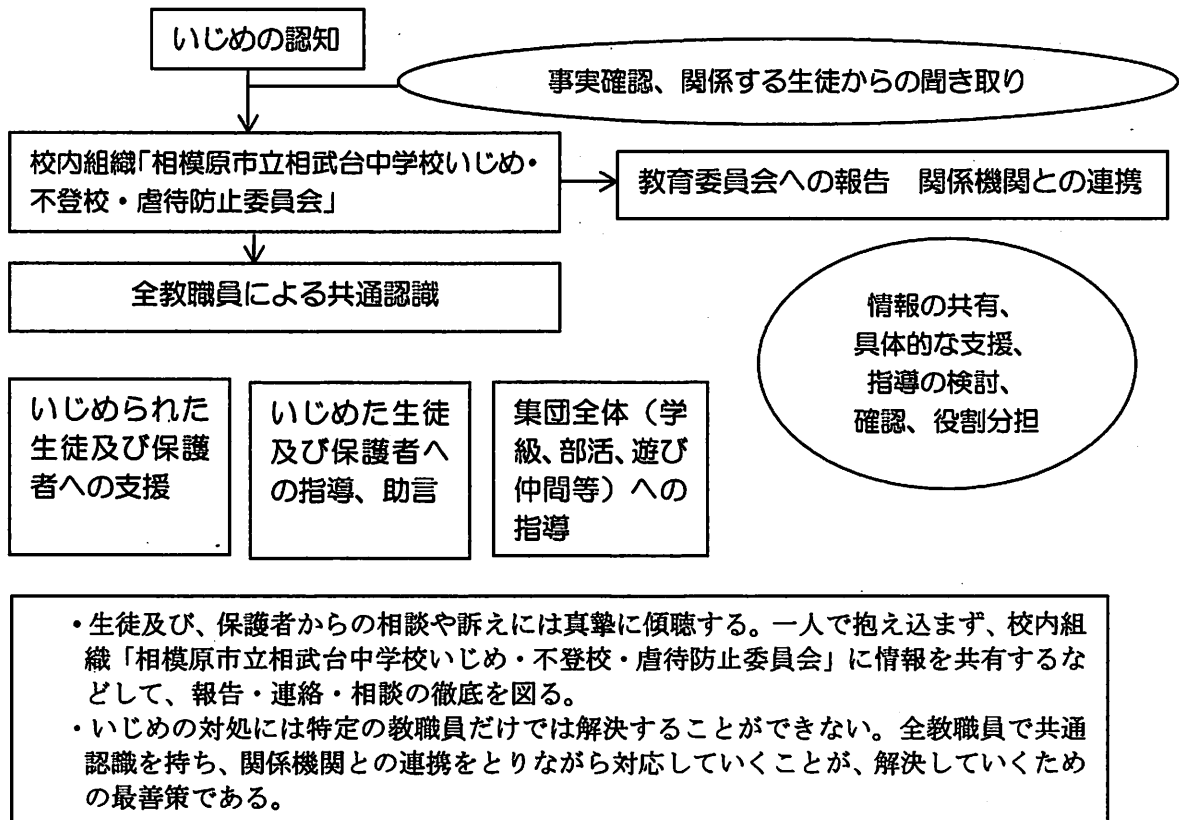 いじめの認知
事実確認、関係する生徒からの聞き取り
校内組織「相模原市立相武台中学校いじめ・
不登校・虐待防止委員会」
教育委員会への報告　関係機関との連携
全教職員による共通認識
情報の共有、
具体的な支援、
指導の検討、
確認、役割分担
いじめられた
生徒及び保護
者への支援
いじめた生徒
及び保護者へ
の指導、助言
集団全体（学
級、部活、遊び
仲間等）への
指導
・生徒及び、保護者からの相談や訴えには真摯に傾聴する。一人で抱え込まず、校内組
織「相模原市立相武台中学校いじめ・不登校・虐待防止委員会」に情報を共有するな
どして、報告・連絡・相談の徹底を図る。
・いじめの対処には特定の教職員だけでは解決することができない。全教職員で共通
認識を持ち、関係機関との連携をとりながら対応していくことが、解決していくため
の最善策である。